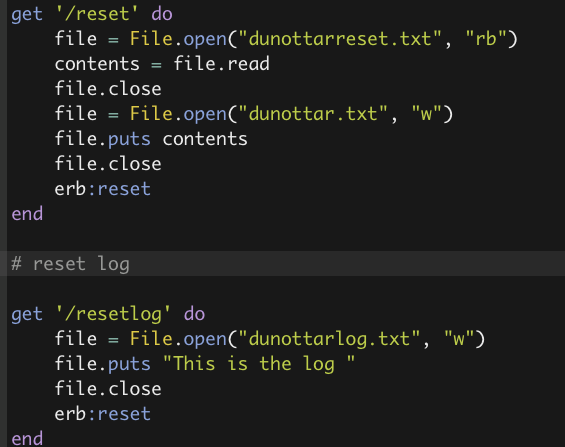 get '/reset' do
    file = File.open("dunottarreset.txt", "rb")
    contents = file.read
    file.close
    file = File.open("dunottar.txt", "w")
    file.puts contents
    file.close
    erb:reset
end

# reset log

get '/resetlog' do
    file = File.open("dunottarlog.txt", "w")
    file.puts "This is the log "
    file.close
    erb:reset
end